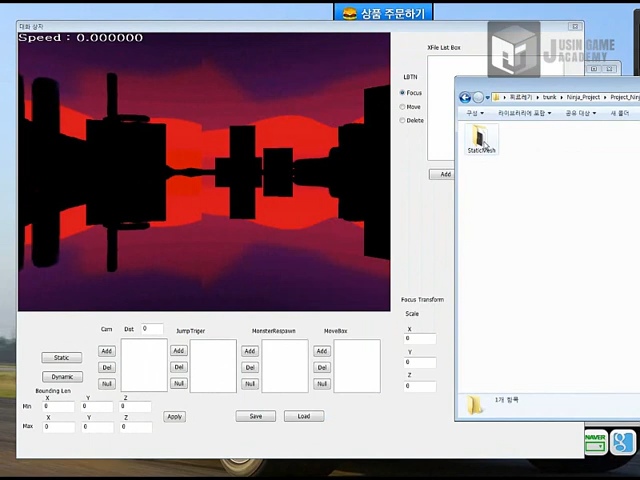 상품 주문하기
대화 상자
JUSIN GAME
ACADEMY
Speed : 0.000000
XFile List Box
LBTN
Focus
Move
Delete
Add
trunk
Ninja_Project
Project_Ninj
구성
라이브러리에 포함
공유 대상
새 폴더
StaticMesh
Focus Transform
Scale
X
0
Y
0
Z
0
Cam
Dist
0
JumpTriger
MonsterRespawn
MoveBox
Static
Dynamic
Add
Del
Null
Add
Del
Null
Add
Del
Null
Add
Del
Null
Bounding Len
X
Y
Z
Min
0
0
0
X
Y
Z
Max
0
0
0
Apply
Save
Load
1개 항목
NAVER
g